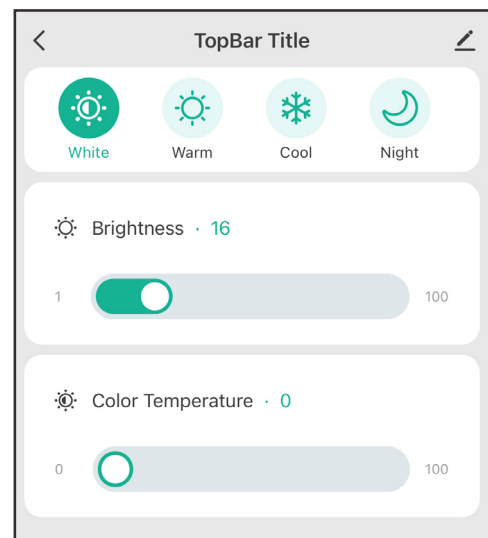 TopBar Title
White Warm Cool Night
Brightness · 16
1 100
Color Temperature · 0
0 100